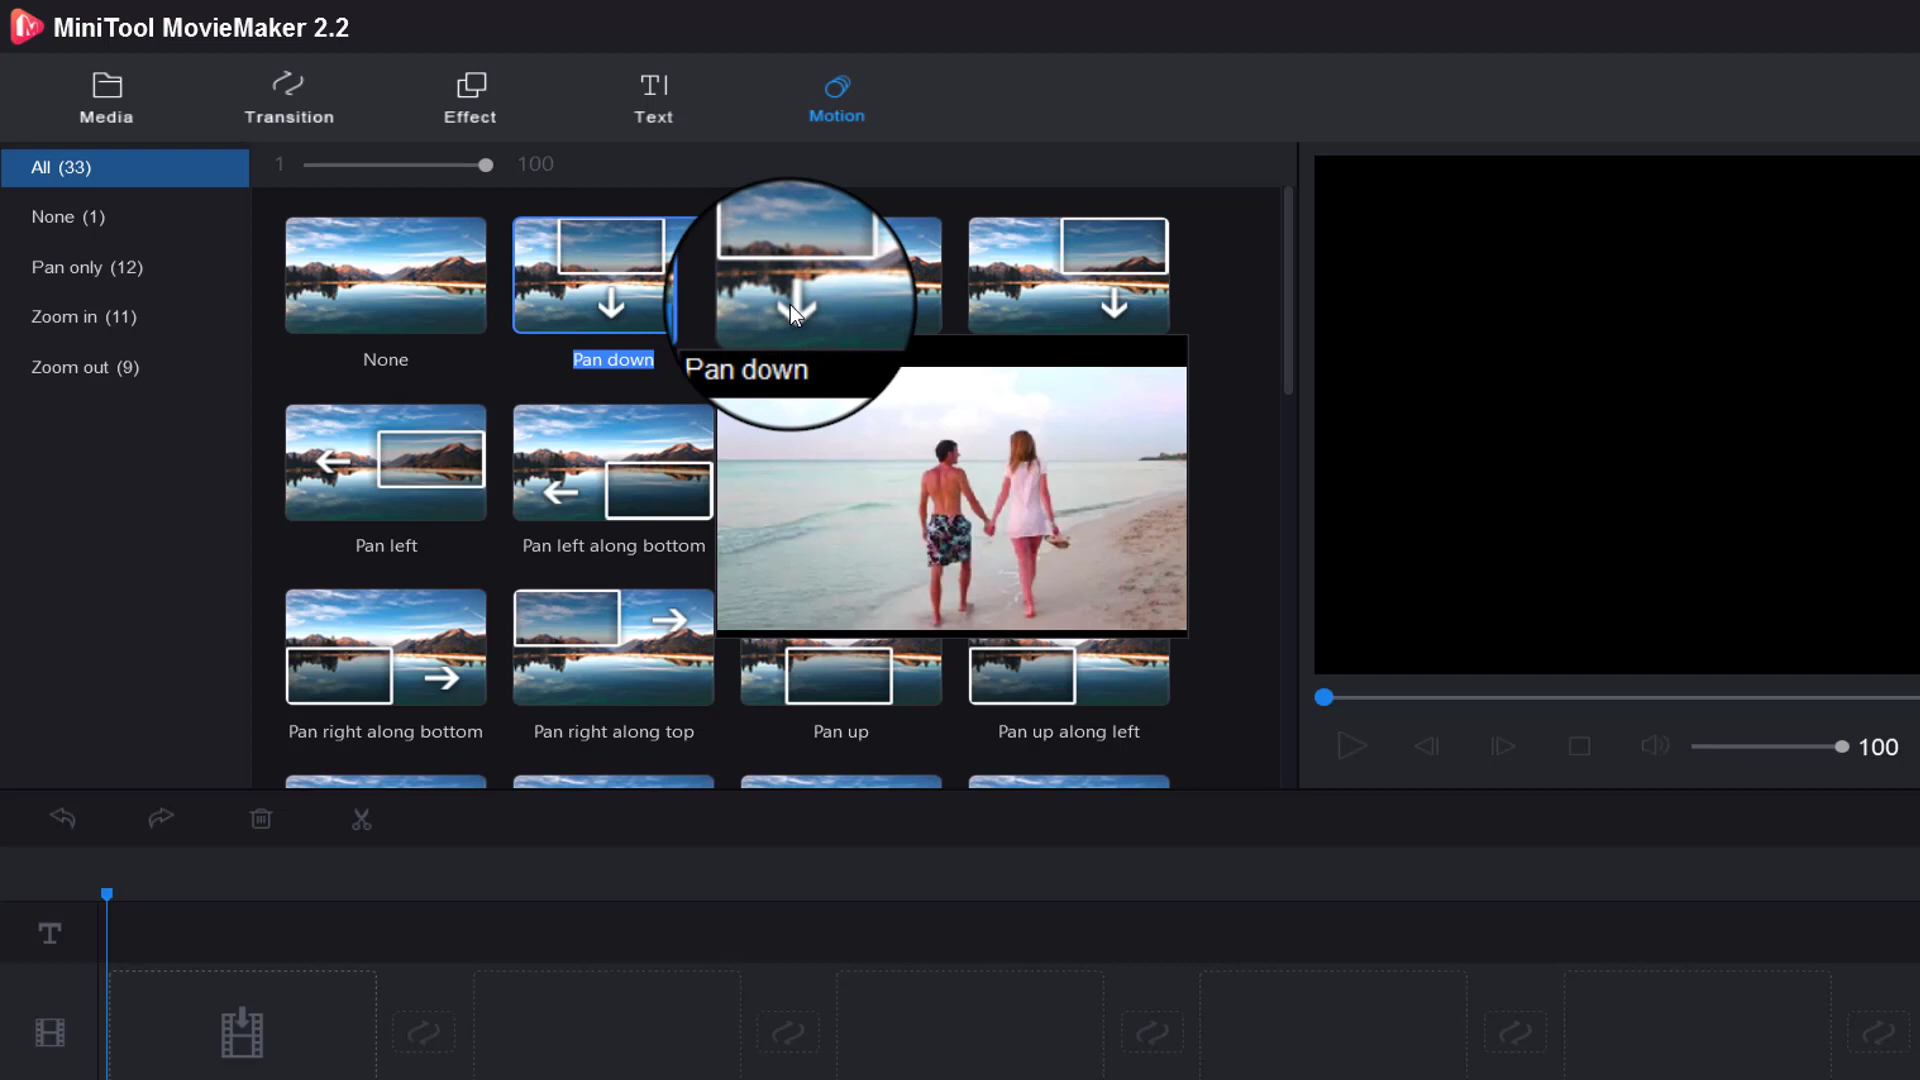 MiniTool MovieMaker 2.2
Media
Transition
Effect
Text
Motion
All (33)
1
100
None (1)
Pan only (12)
Zoom in (11)
Zoom out (9)
None
Pan down
Pan down
Pan left
Pan left along bottom
Pan right along bottom
Pan right along top
Pan up
Pan up along left
100